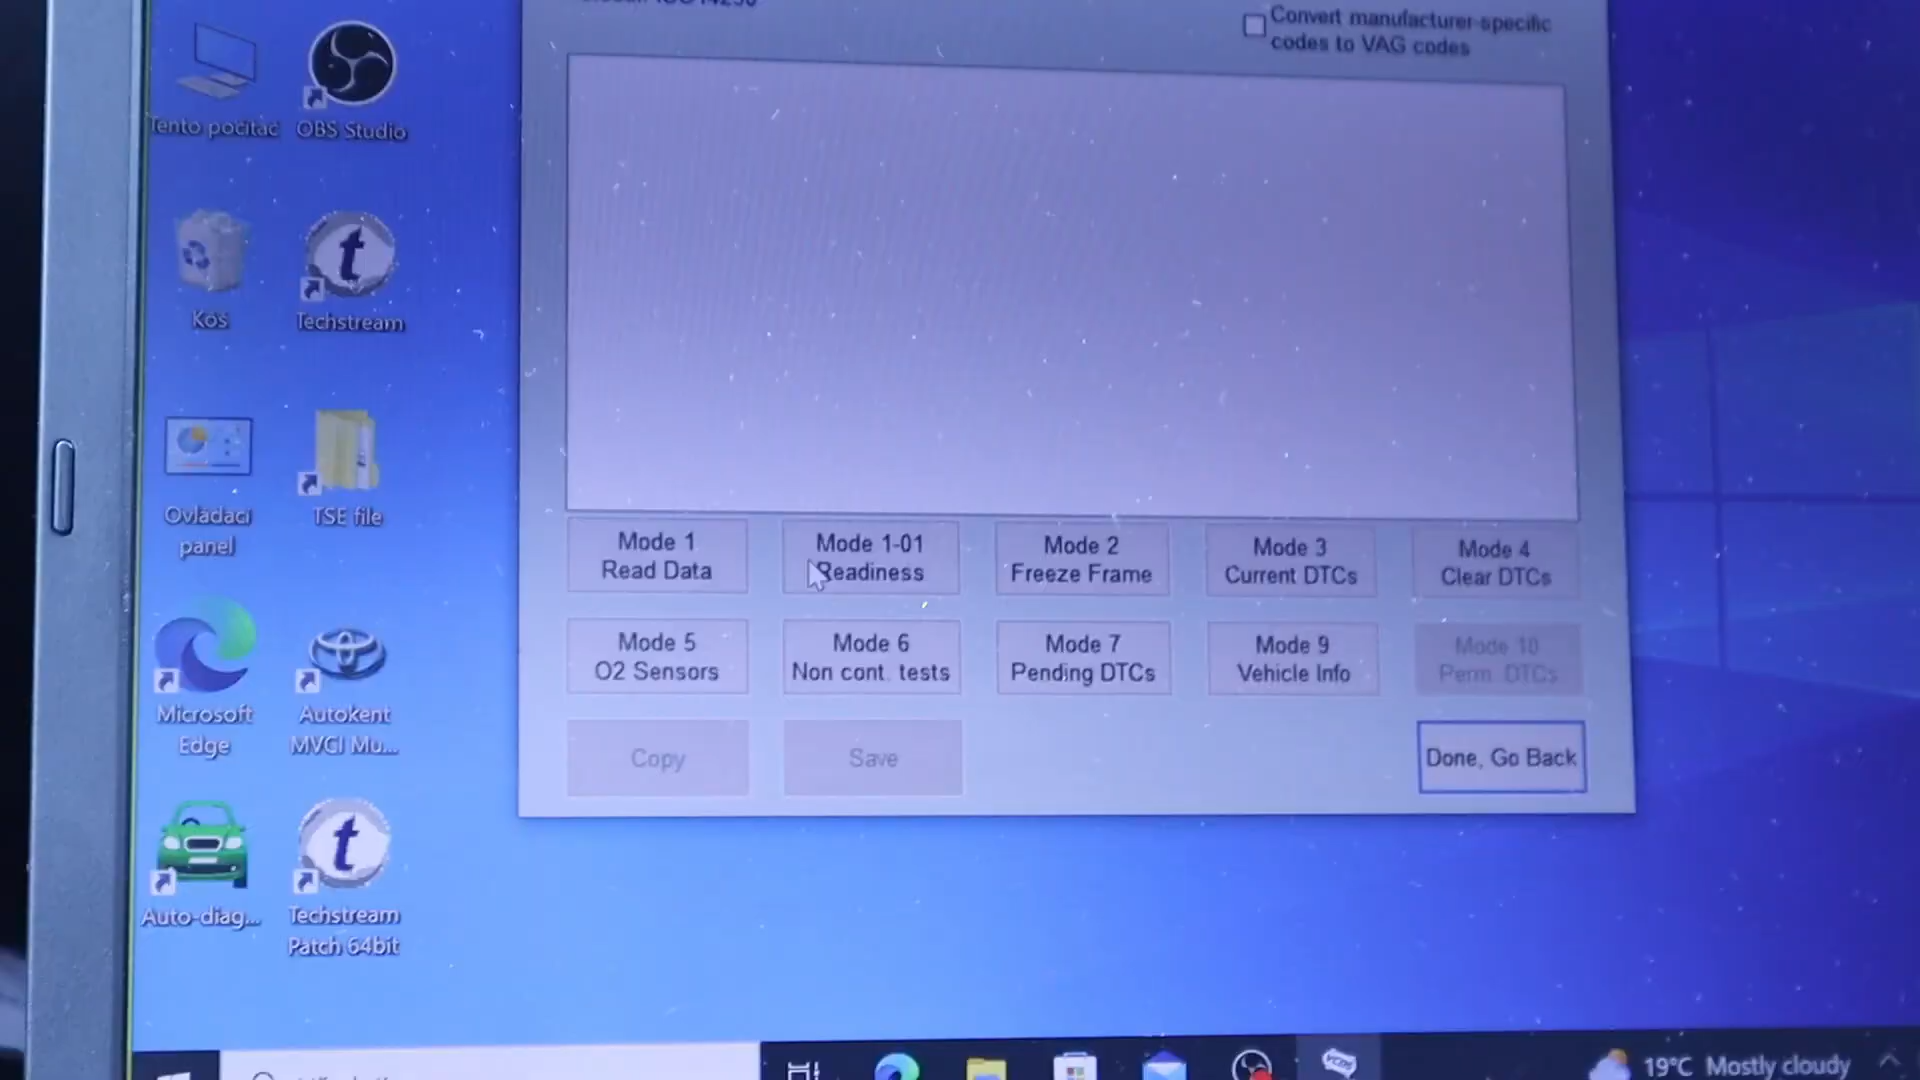 Convert manufacturer-specific
codes to VAG codes
Tento počítač
OBS Studio
Koš
Techstream
Ovládací
panel
TSE file
Microsoft
Edge
Autokent
MVCI Mu...
Auto-diag...
Techstream
Patch 64bit
Mode 1
Read Data
Mode 1-01
Readiness
Mode 2
Freeze Frame
Mode 3
Current DTCs
Mode 4
Clear DTCs
Mode 5
O2 Sensors
Mode 6
Non cont. tests
Mode 7
Pending DTCs
Mode 9
Vehicle Info
Mode 10
Perm. DTCs
Copy
Save
Done, Go Back
19°C Mostly cloudy